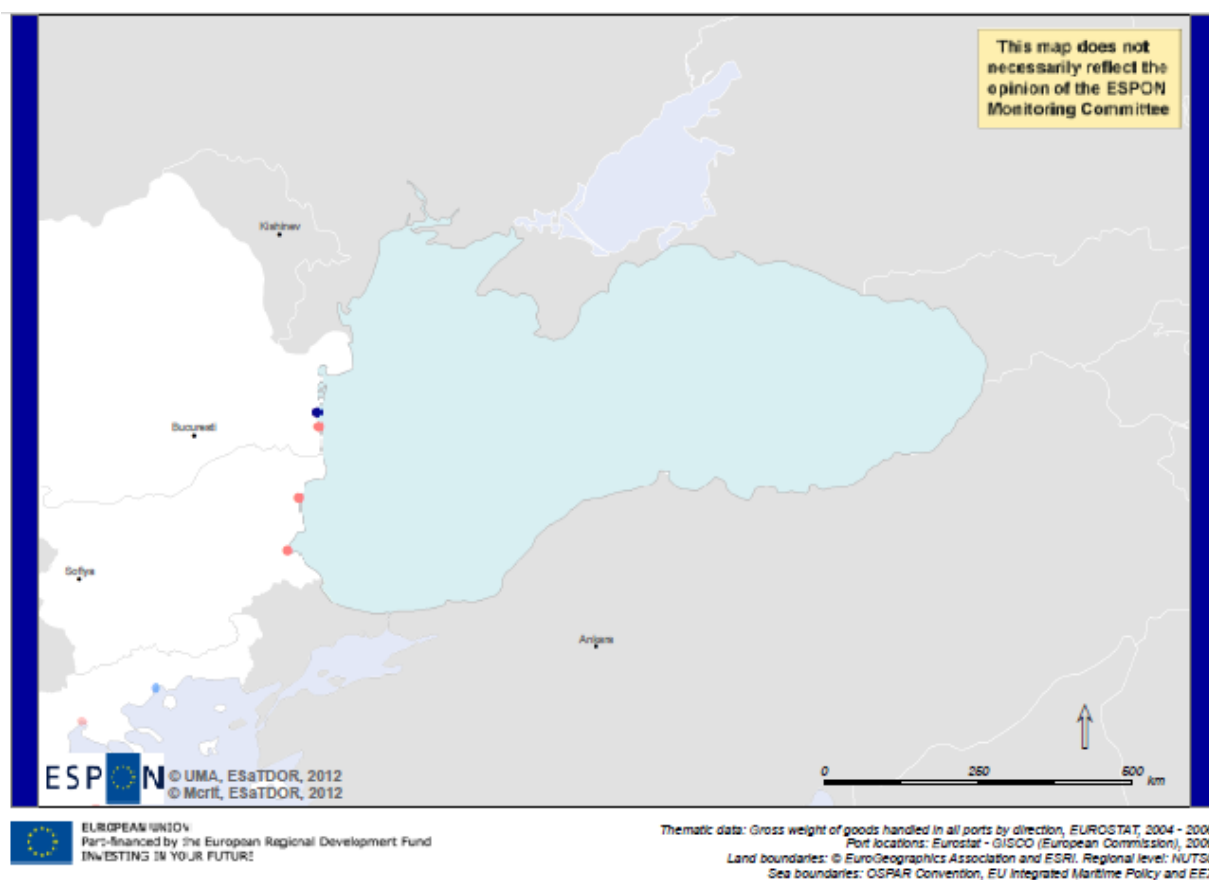 This map does not
necessarily reflect the
opinion of the ESPON
Monitoring Committee
Kishinev
Bucuresti
Sofiya
Ankara
0 250 500 km
ESPON
© UMA, ESaTDOR, 2012
© Mcrit, ESaTDOR, 2012
EUROPEAN UNION
Part-financed by the European Regional Development Fund
INVESTING IN YOUR FUTURE
Thematic data: Gross weight of goods handled in all ports by direction, EUROSTAT, 2004 -
Port locations: Eurostat - GISCO (European Commission),
Land boundaries: © EuroGeographics Association and ESRI. Regional level:
Sea boundaries: OSPAR Convention, EU Integrated Maritime Policy and